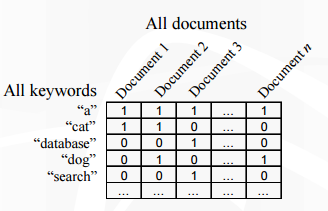 All documents
Document 1 Document 2 Document 3 Document n
All keywords
“a” 1 1 1 ... 1
“cat” 1 1 0 ... 0
“database” 0 0 1 ... 0
“dog” 0 1 0 ... 1
“search” 0 0 1 ... 0
... ... ... ... ...